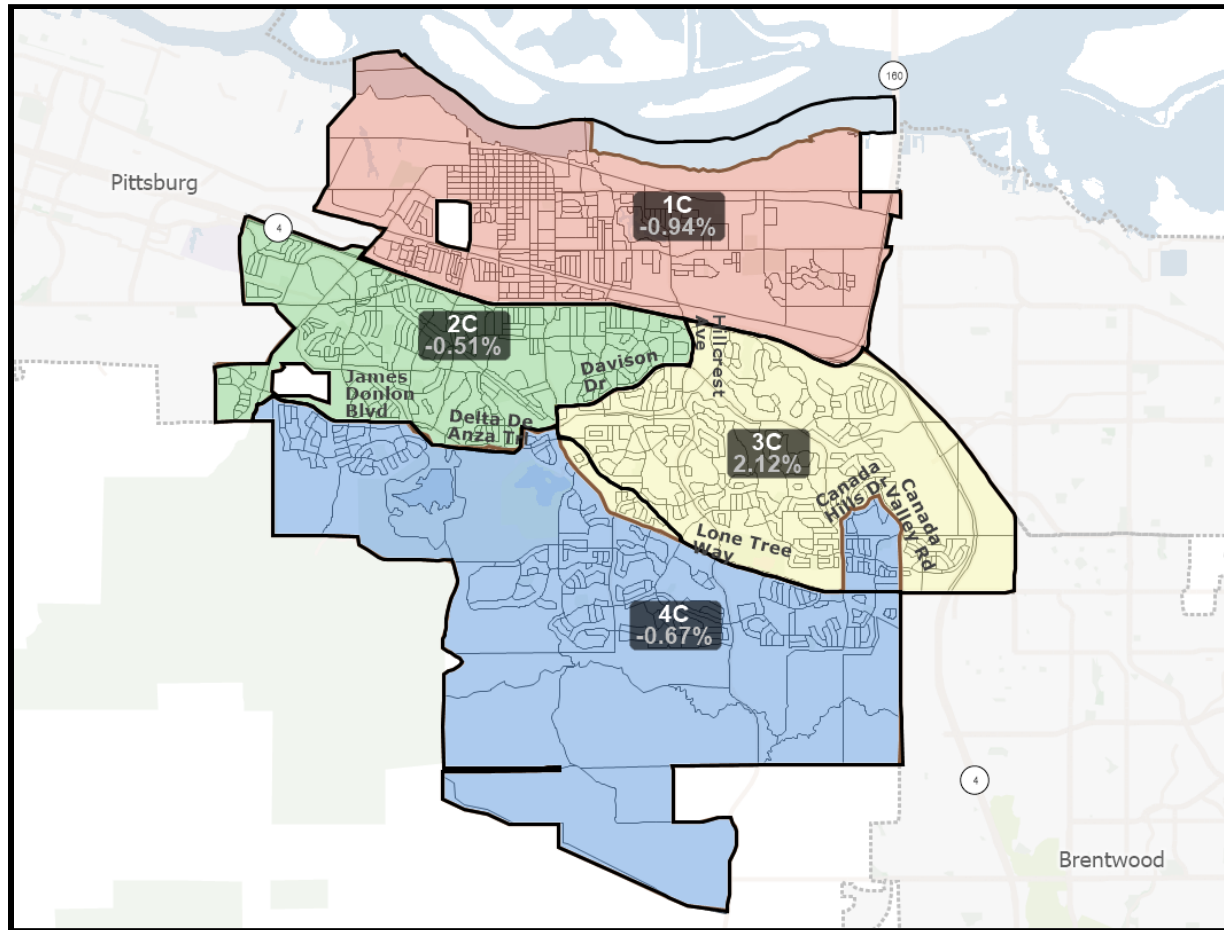 160
Pittsburg
1C
-0.94%
4
2C
-0.51%
Hillcrest
Ave
Davison
Dr
James
Donlon
Blvd
Delta De
Anza Trl
3C
2.12%
Canada
Hills Dr
Canada
Valley Rd
Lone Tree
Way
4C
-0.67%
4
Brentwood